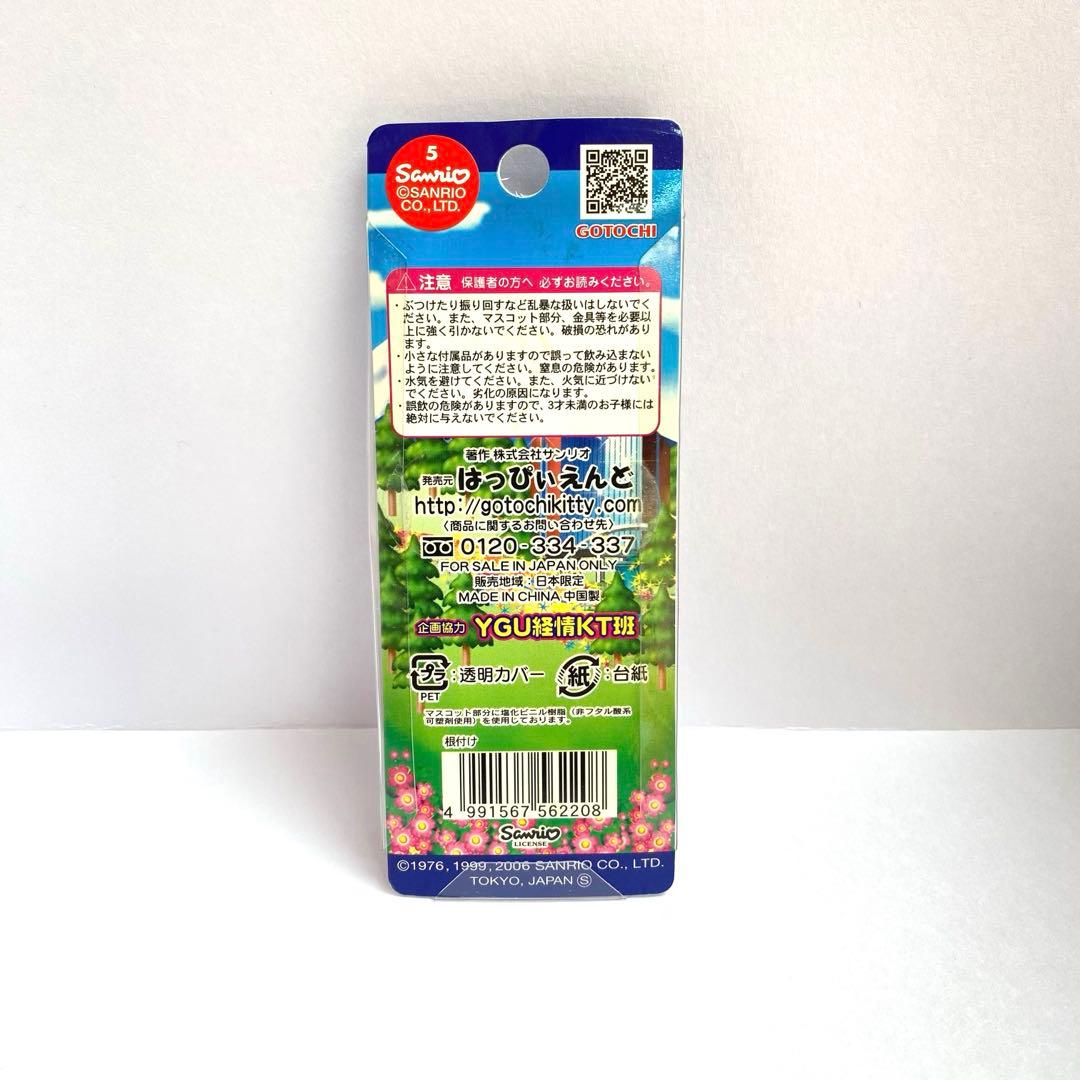 5
Sanrio
©SANRIO
CO., LTD.
GOTOCHI
注意 保護者の方へ 必ずお読みください。
・ぶつけたり振り回すなど乱暴な扱いはしないでく
ださい。また、マスコット部分、金具等を必要以
上に強く引かないでください。破損の恐れがあり
ます。
・小さな付属品がありますので誤って飲み込まない
ように注意してください。窒息の危険があります。
・水気を避けてください。また、火気に近づけない
でください。劣化の原因になります。
・誤飲の危険がありますので、3才未満のお子様には
絶対に与えないでください。
著作 株式会社サンリオ
発売元 はっぴぃえんど
http://gotochikitty.com
〈商品に関するお問い合わせ先〉
0120-334-337
FOR SALE IN JAPAN ONLY
販売地域：日本限定
MADE IN CHINA 中国製
企画協力 YGU経情KT班
プラ：透明カバー 紙：台紙
PET
マスコット部分に塩化ビニル樹脂（非フタル酸系
可塑剤使用）を使用しております。
根付け
4 991567 562208
Sanrio
LICENSE
©1976, 1999, 2006 SANRIO CO., LTD.
TOKYO, JAPAN Ⓢ